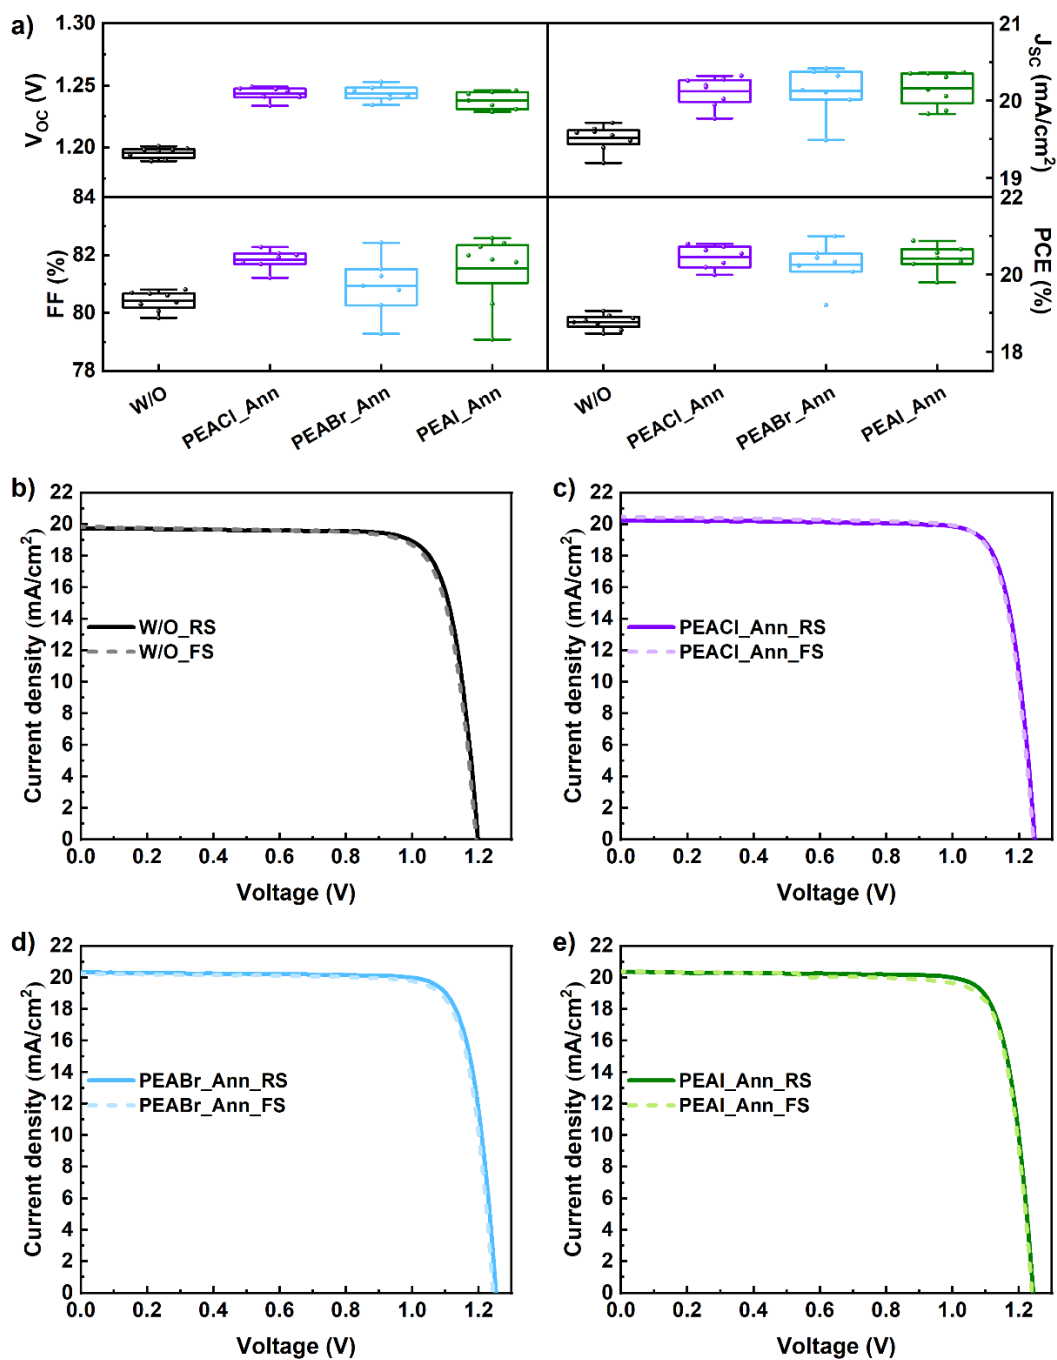 a)
1.30
1.25
1.20
V_OC (V)
21
20
19
J_SC (mA/cm²)
84
82
80
78
FF (%)
22
20
18
PCE (%)
W/O
PEACl_Ann
PEABr_Ann
PEAI_Ann
W/O
PEACl_Ann
PEABr_Ann
PEAI_Ann
b)
22
20
18
16
14
12
10
8
6
4
2
0
Current density (mA/cm²)
W/O_RS
W/O_FS
0.0 0.2 0.4 0.6 0.8 1.0 1.2
Voltage (V)
c)
22
20
18
16
14
12
10
8
6
4
2
0
Current density (mA/cm²)
PEACl_Ann_RS
PEACl_Ann_FS
0.0 0.2 0.4 0.6 0.8 1.0 1.2
Voltage (V)
d)
22
20
18
16
14
12
10
8
6
4
2
0
Current density (mA/cm²)
PEABr_Ann_RS
PEABr_Ann_FS
0.0 0.2 0.4 0.6 0.8 1.0 1.2
Voltage (V)
e)
22
20
18
16
14
12
10
8
6
4
2
0
Current density (mA/cm²)
PEAI_Ann_RS
PEAI_Ann_FS
0.0 0.2 0.4 0.6 0.8 1.0 1.2
Voltage (V)